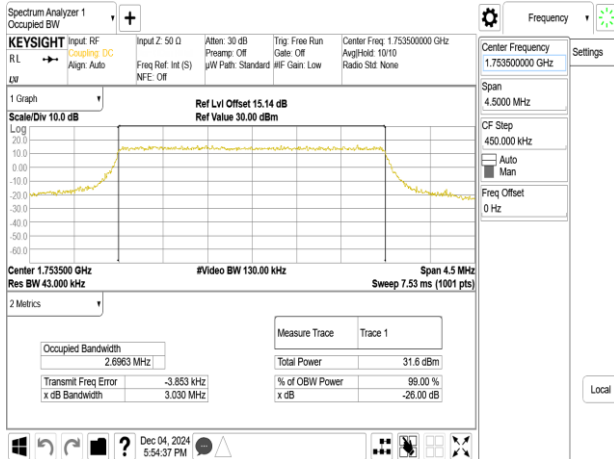 Spectrum Analyzer 1
Occupied BW
Frequency
KEYSIGHT
Input: RF
Coupling: DC
Align: Auto
RL
LXI
Input Z: 50 Ω
Freq Ref: Int (S)
NFE: Off
Atten: 30 dB
Preamp: Off
µW Path: Standard
Trig: Free Run
Gate: Off
#IF Gain: Low
Center Freq: 1.753500000 GHz
Avg|Hold: 10/10
Radio Std: None
Center Frequency
1.753500000 GHz
Settings
Span
4.5000 MHz
CF Step
450.000 kHz
Auto
Man
Freq Offset
0 Hz
Local
1 Graph
Scale/Div 10.0 dB
Ref Lvl Offset 15.14 dB
Ref Value 30.00 dBm
Log
20.0
10.0
0.00
-10.0
-20.0
-30.0
-40.0
-50.0
-60.0
Center 1.753500 GHz
#Video BW 130.00 kHz
Span 4.5 MHz
Res BW 43.000 kHz
Sweep 7.53 ms (1001 pts)
2 Metrics
Measure Trace
Trace 1
Occupied Bandwidth
2.6963 MHz
Total Power
31.6 dBm
Transmit Freq Error
-3.853 kHz
% of OBW Power
99.00 %
x dB Bandwidth
3.030 MHz
x dB
-26.00 dB
Dec 04, 2024
5:54:37 PM